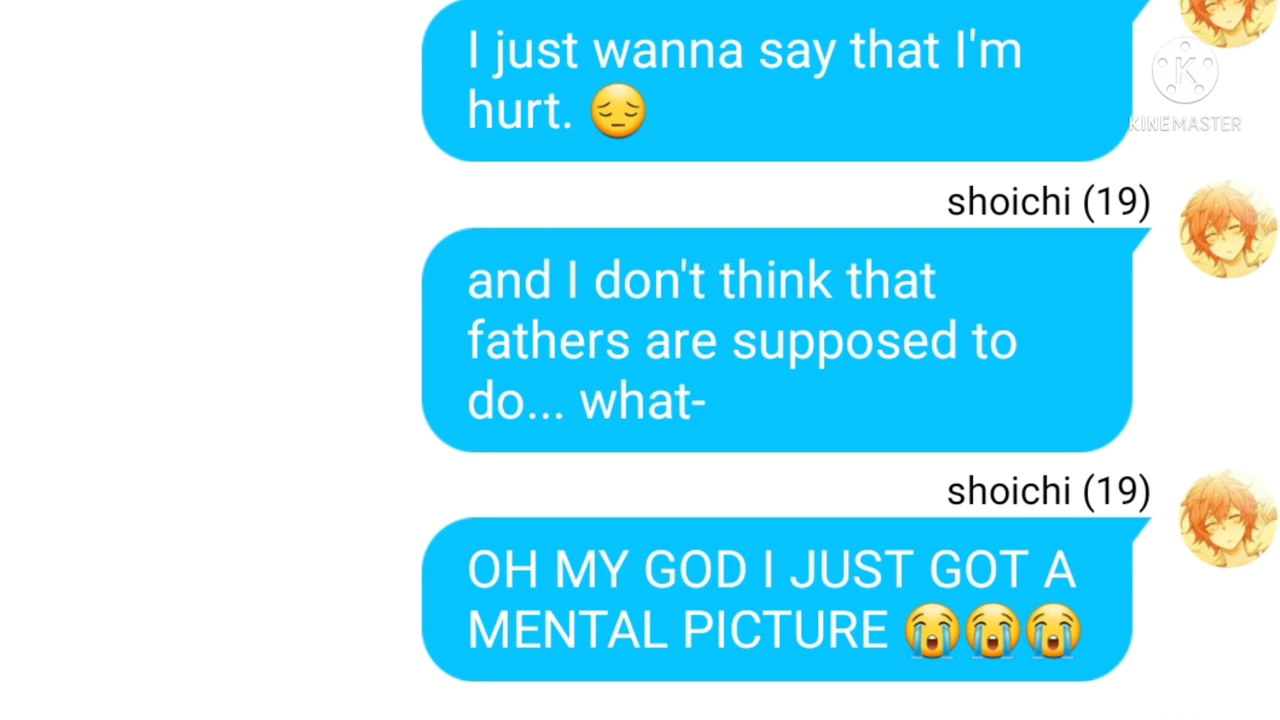 I just wanna say that I'm
hurt. 😔
KINEMASTER
shoichi (19)
and I don't think that
fathers are supposed to
do... what-
shoichi (19)
OH MY GOD I JUST GOT A
MENTAL PICTURE 😭😭😭